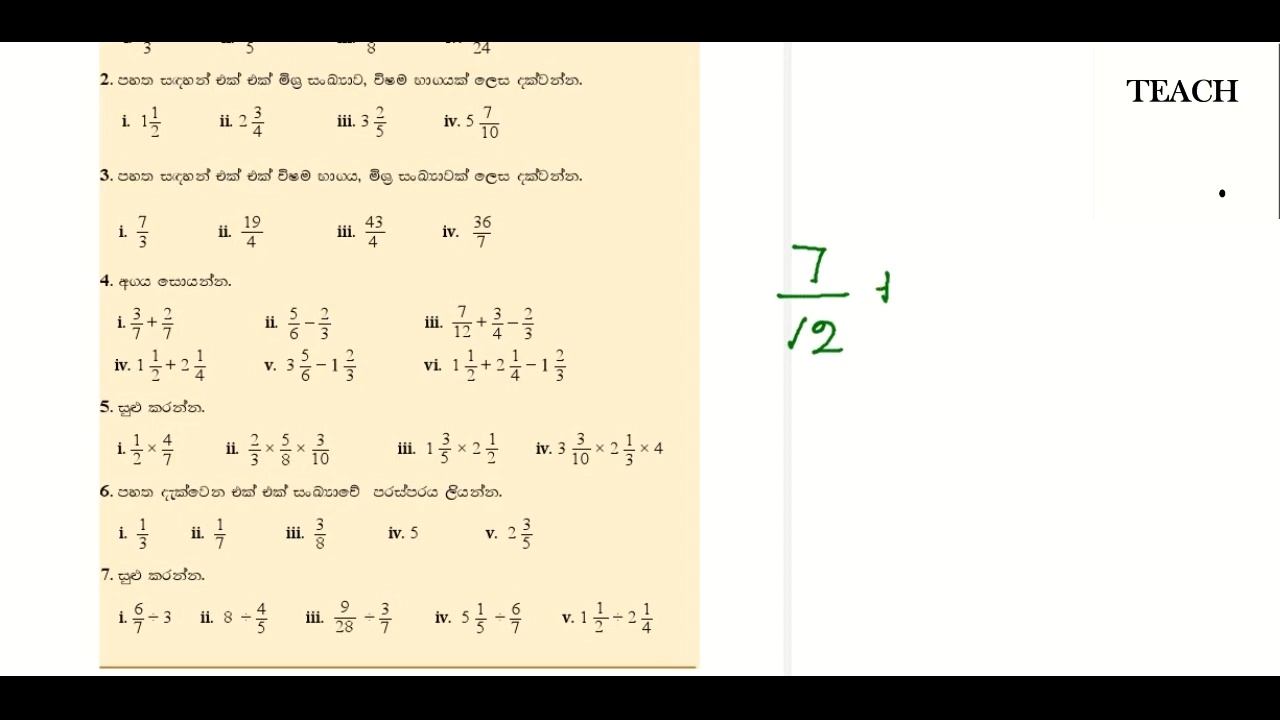 3 5 8 24
2. පහත සඳහන් එක් එක් මිශ්‍ර සංඛ්‍යාව, විෂම භාගයක් ලෙස දක්වන්න.
i. 1 1/2 ii. 2 3/4 iii. 3 2/5 iv. 5 7/10
3. පහත සඳහන් එක් එක් විෂම භාගය, මිශ්‍ර සංඛ්‍යාවක් ලෙස දක්වන්න.
i. 7/3 ii. 19/4 iii. 43/4 iv. 36/7
4. අගය සොයන්න.
i. 3/7 + 2/7 ii. 5/6 − 2/3 iii. 7/12 + 3/4 − 2/3
iv. 1 1/2 + 2 1/4 v. 3 5/6 − 1 2/3 vi. 1 1/2 + 2 1/4 − 1 2/3
5. සුළු කරන්න.
i. 1/2 × 4/7 ii. 2/3 × 5/8 × 3/10 iii. 1 3/5 × 2 1/2 iv. 3 3/10 × 2 1/3 × 4
6. පහත දැක්වෙන එක් එක් සංඛ්‍යාවේ පරස්පරය ලියන්න.
i. 1/3 ii. 1/7 iii. 3/8 iv. 5 v. 2 3/5
7. සුළු කරන්න.
i. 6/7 ÷ 3 ii. 8 ÷ 4/5 iii. 9/28 ÷ 3/7 iv. 5 1/5 ÷ 6/7 v. 1 1/2 ÷ 2 1/4
TEACH
7/12 +